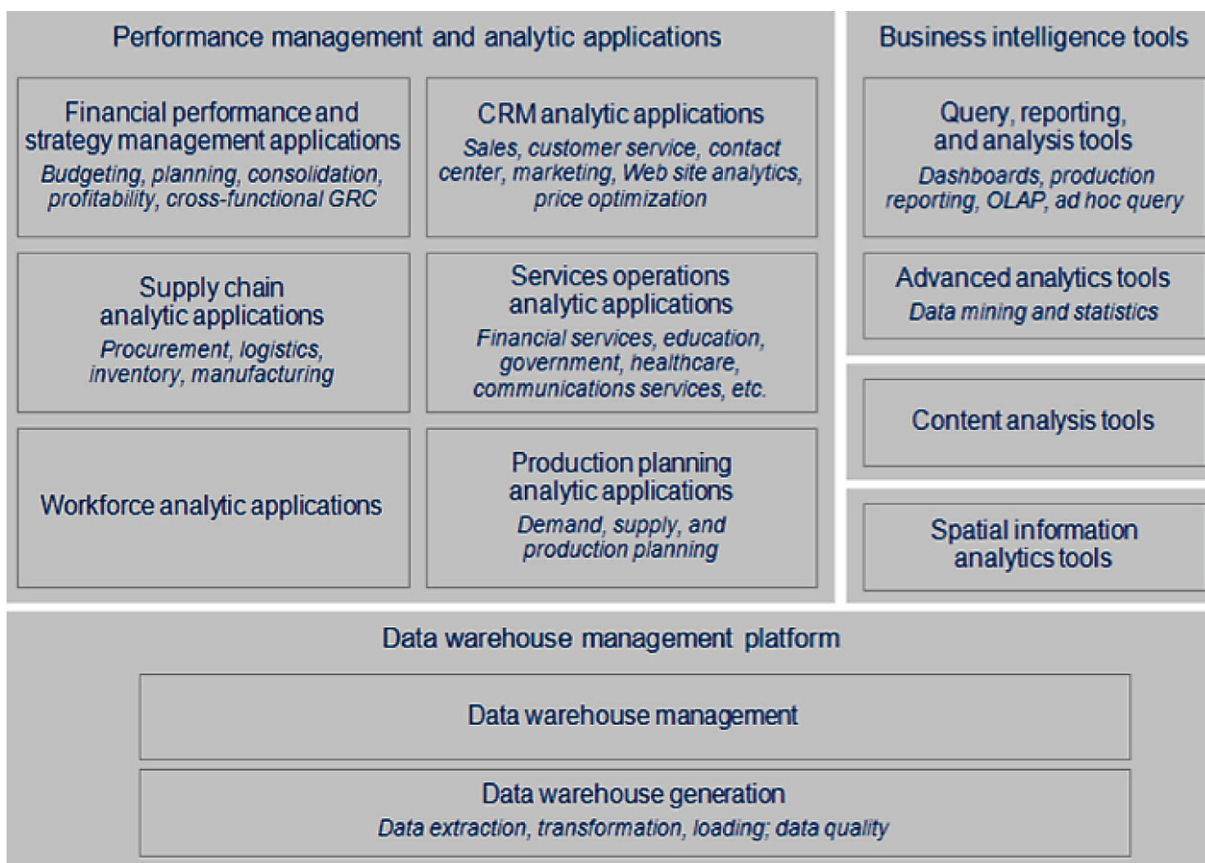 Performance management and analytic applications
Financial performance and
strategy management applications
Budgeting, planning, consolidation,
profitability, cross-functional GRC
CRM analytic applications
Sales, customer service, contact
center, marketing, Web site analytics,
price optimization
Supply chain
analytic applications
Procurement, logistics,
inventory, manufacturing
Services operations
analytic applications
Financial services, education,
government, healthcare,
communications services, etc.
Workforce analytic applications
Production planning
analytic applications
Demand, supply, and
production planning
Business intelligence tools
Query, reporting,
and analysis tools
Dashboards, production
reporting, OLAP, ad hoc query
Advanced analytics tools
Data mining and statistics
Content analysis tools
Spatial information
analytics tools
Data warehouse management platform
Data warehouse management
Data warehouse generation
Data extraction, transformation, loading; data quality